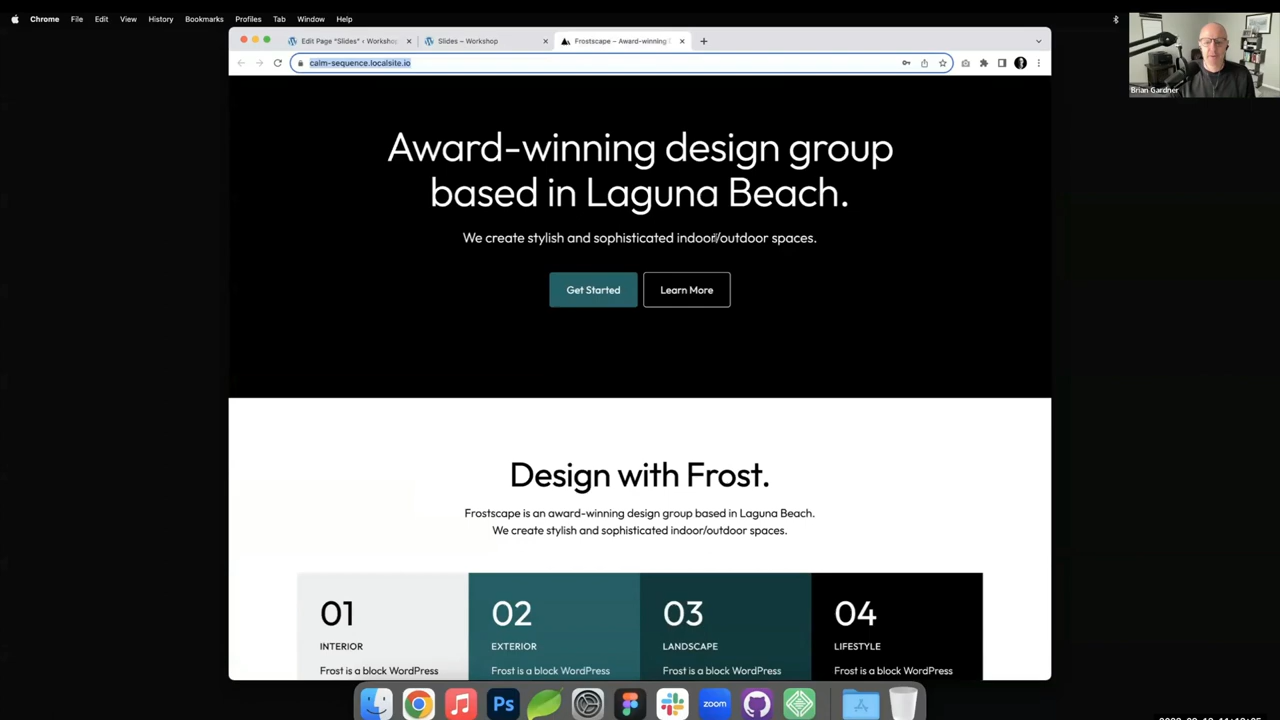 Chrome File Edit View History Bookmarks Profiles Tab Window Help
Edit Page "Slides" ‹ Worksho
Slides – Workshop
Frostscape – Award-winning
calm-sequence.localsite.io
Brian Gardner
Award-winning design group
based in Laguna Beach.
We create stylish and sophisticated indoor/outdoor spaces.
Get Started
Learn More
Design with Frost.
Frostscape is an award-winning design group based in Laguna Beach.
We create stylish and sophisticated indoor/outdoor spaces.
01
INTERIOR
Frost is a block WordPress
02
EXTERIOR
Frost is a block WordPress
03
LANDSCAPE
Frost is a block WordPress
04
LIFESTYLE
Frost is a block WordPress
Ps
zoom